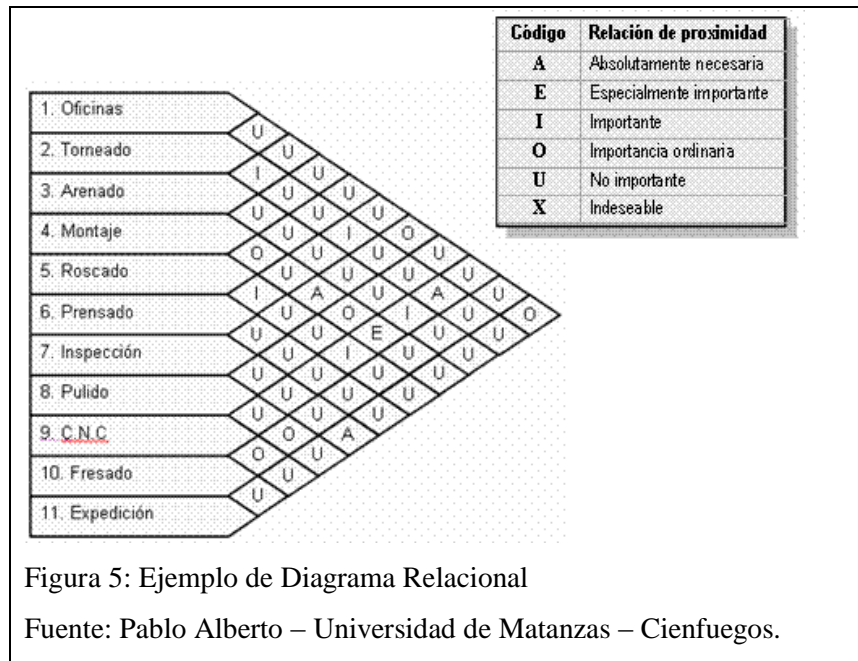 Código Relación de proximidad
A Absolutamente necesaria
E Especialmente importante
I Importante
O Importancia ordinaria
U No importante
X Indeseable
1. Oficinas
U
2. Torneado U
I U
3. Arenado U U
U U U
4. Montaje U I O
O U U U
5. Roscado U U U U
I A U A U
6. Prensado U O I U O
U U E U U
7. Inspección U I U U
U U U U
8. Pulido U U U
U U U
9. C.N.C O A
O U
10. Fresado U
U
11. Expedición
Figura 5: Ejemplo de Diagrama Relacional
Fuente: Pablo Alberto – Universidad de Matanzas – Cienfuegos.